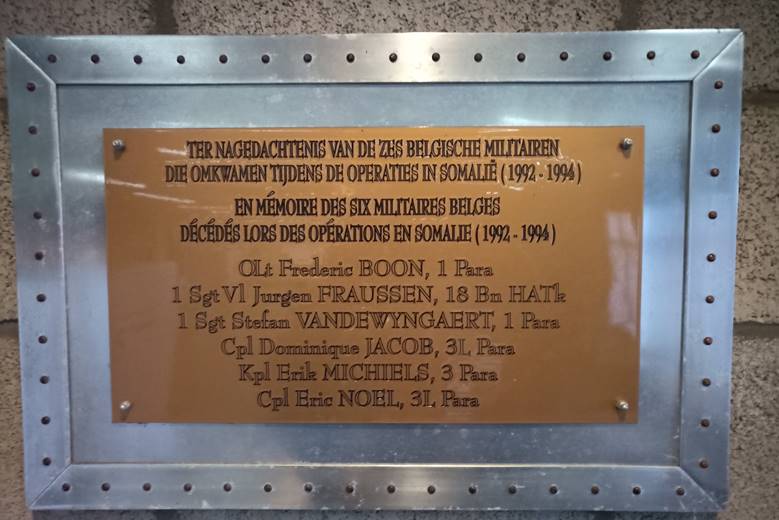 TER NAGEDACHTENIS VAN DE ZES BELGISCHE MILITAIREN
DIE OMKWAMEN TIJDENS DE OPERATIES IN SOMALIË ( 1992 - 1994 )
EN MÉMOIRE DES SIX MILITAIRES BELGES
DÉCÉDÉS LORS DES OPÉRATIONS EN SOMALIE ( 1992 - 1994 )
OLt Frederic BOON, 1 Para
1 Sgt Vl Jurgen FRAUSSEN, 18 Bn HATk
1 Sgt Stefan VANDEWYNGAERT, 1 Para
Cpl Dominique JACOB, 3L Para
Kpl Erik MICHIELS, 3 Para
Cpl Eric NOEL, 3L Para